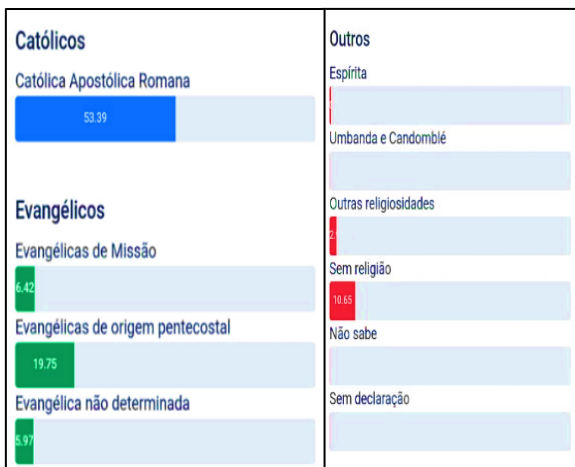 Católicos
Católica Apostólica Romana
53.39
Evangélicos
Evangélicas de Missão
6.42
Evangélicas de origem pentecostal
19.75
Evangélica não determinada
5.97
Outros
Espírita
Umbanda e Candomblé
Outras religiosidades
Sem religião
10.65
Não sabe
Sem declaração